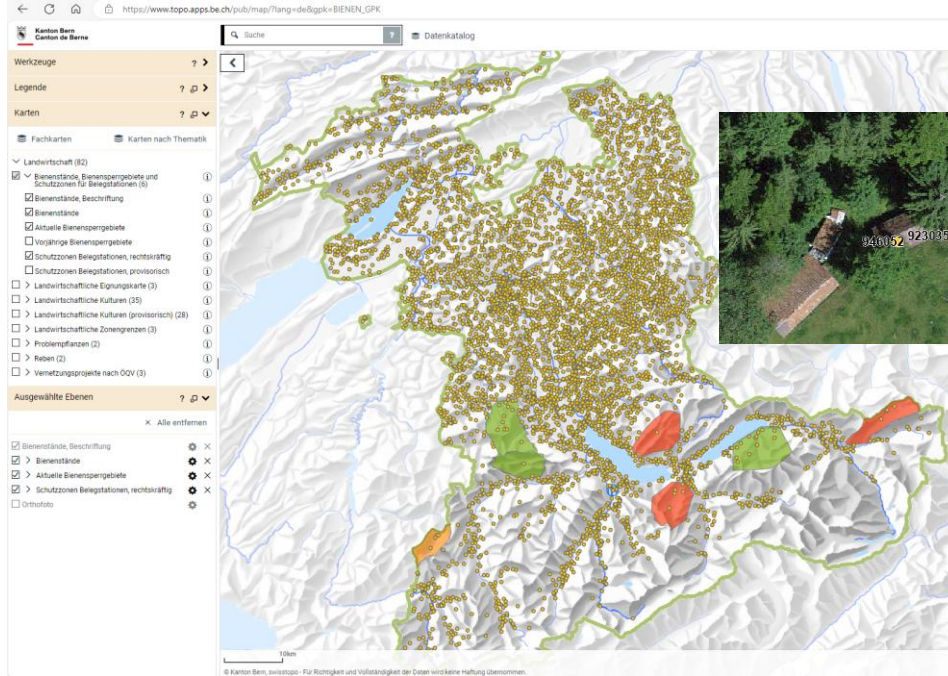 https://www.topo.apps.be.ch/pub/map/?lang=de&gpk=BIENEN_GPK
Kanton Bern
Canton de Berne
Suche
?
Datenkatalog
Werkzeuge ?
Legende ?
Karten ?
Fachkarten Karten nach Thematik
Landwirtschaft (82)
Bienenstände, Bienensperrgebiete und
Schutzzonen für Belegstationen (6)
Bienenstände, Beschriftung
Bienenstände
Aktuelle Bienensperrgebiete
Vorjährige Bienensperrgebiete
Schutzzonen Belegstationen, rechtskräftig
Schutzzonen Belegstationen, provisorisch
Landwirtschaftliche Eignungskarte (3)
Landwirtschaftliche Kulturen (35)
Landwirtschaftliche Kulturen (provisorisch) (28)
Landwirtschaftliche Zonengrenzen (3)
Problempflanzen (2)
Reben (2)
Vernetzungsprojekte nach ÖQV (3)
Ausgewählte Ebenen ?
× Alle entfernen
Bienenstände, Beschriftung
Bienenstände
Aktuelle Bienensperrgebiete
Schutzzonen Belegstationen, rechtskräftig
Orthofoto
946052 923035
10km
© Kanton Bern, swisstopo - Für Richtigkeit und Vollständigkeit der Daten wird keine Haftung übernommen.